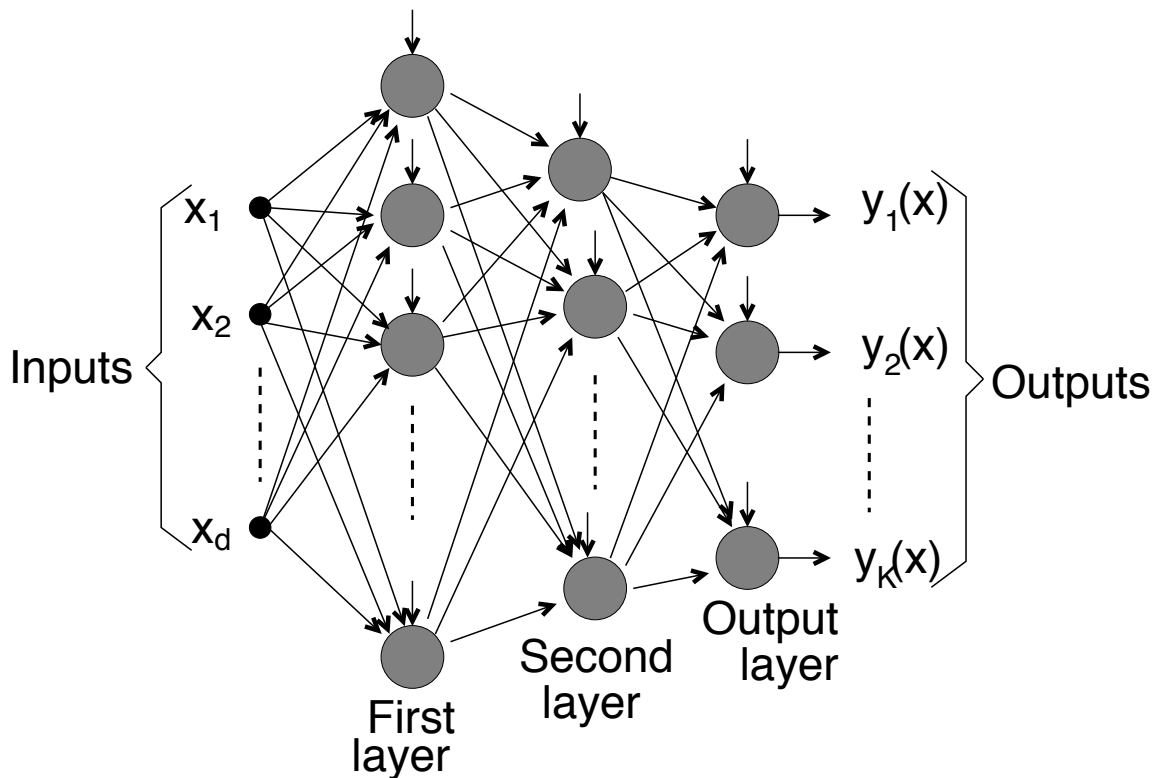 Inputs
x1
x2
xd
First
layer
Second
layer
Output
layer
y1(x)
y2(x)
yK(x)
Outputs